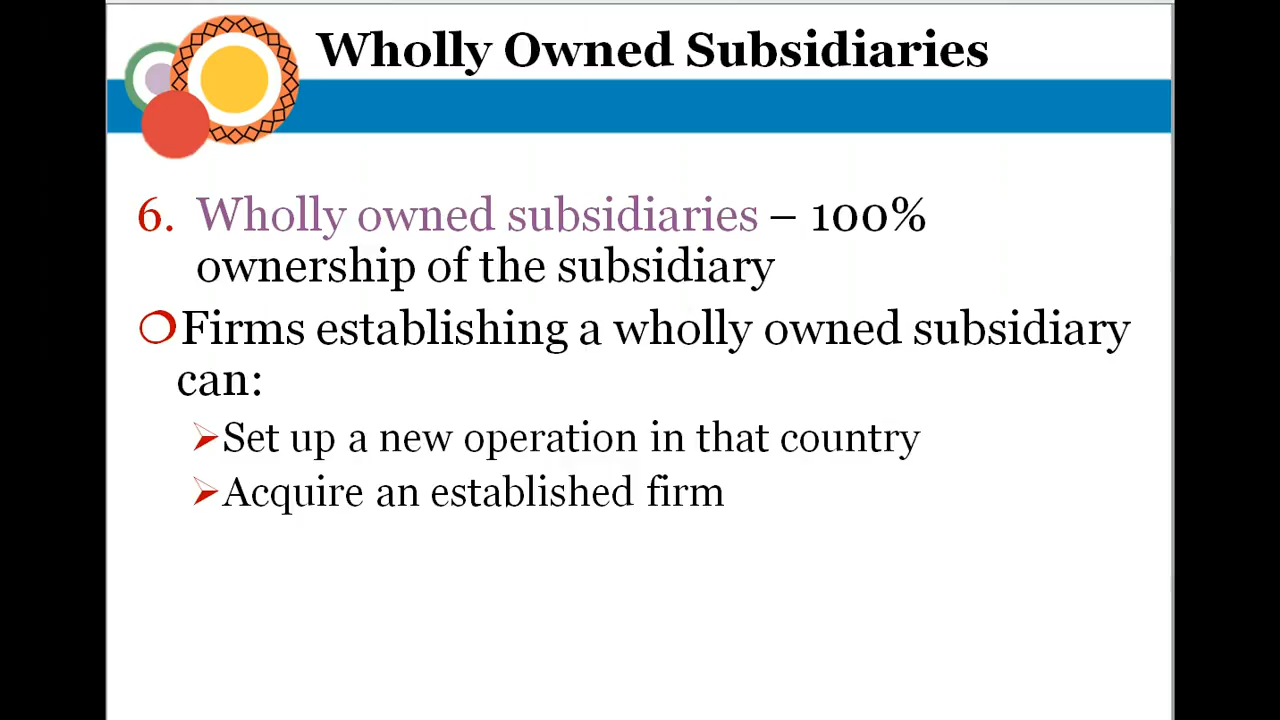 Wholly Owned Subsidiaries
6. Wholly owned subsidiaries – 100%
ownership of the subsidiary
Firms establishing a wholly owned subsidiary
can:
Set up a new operation in that country
Acquire an established firm